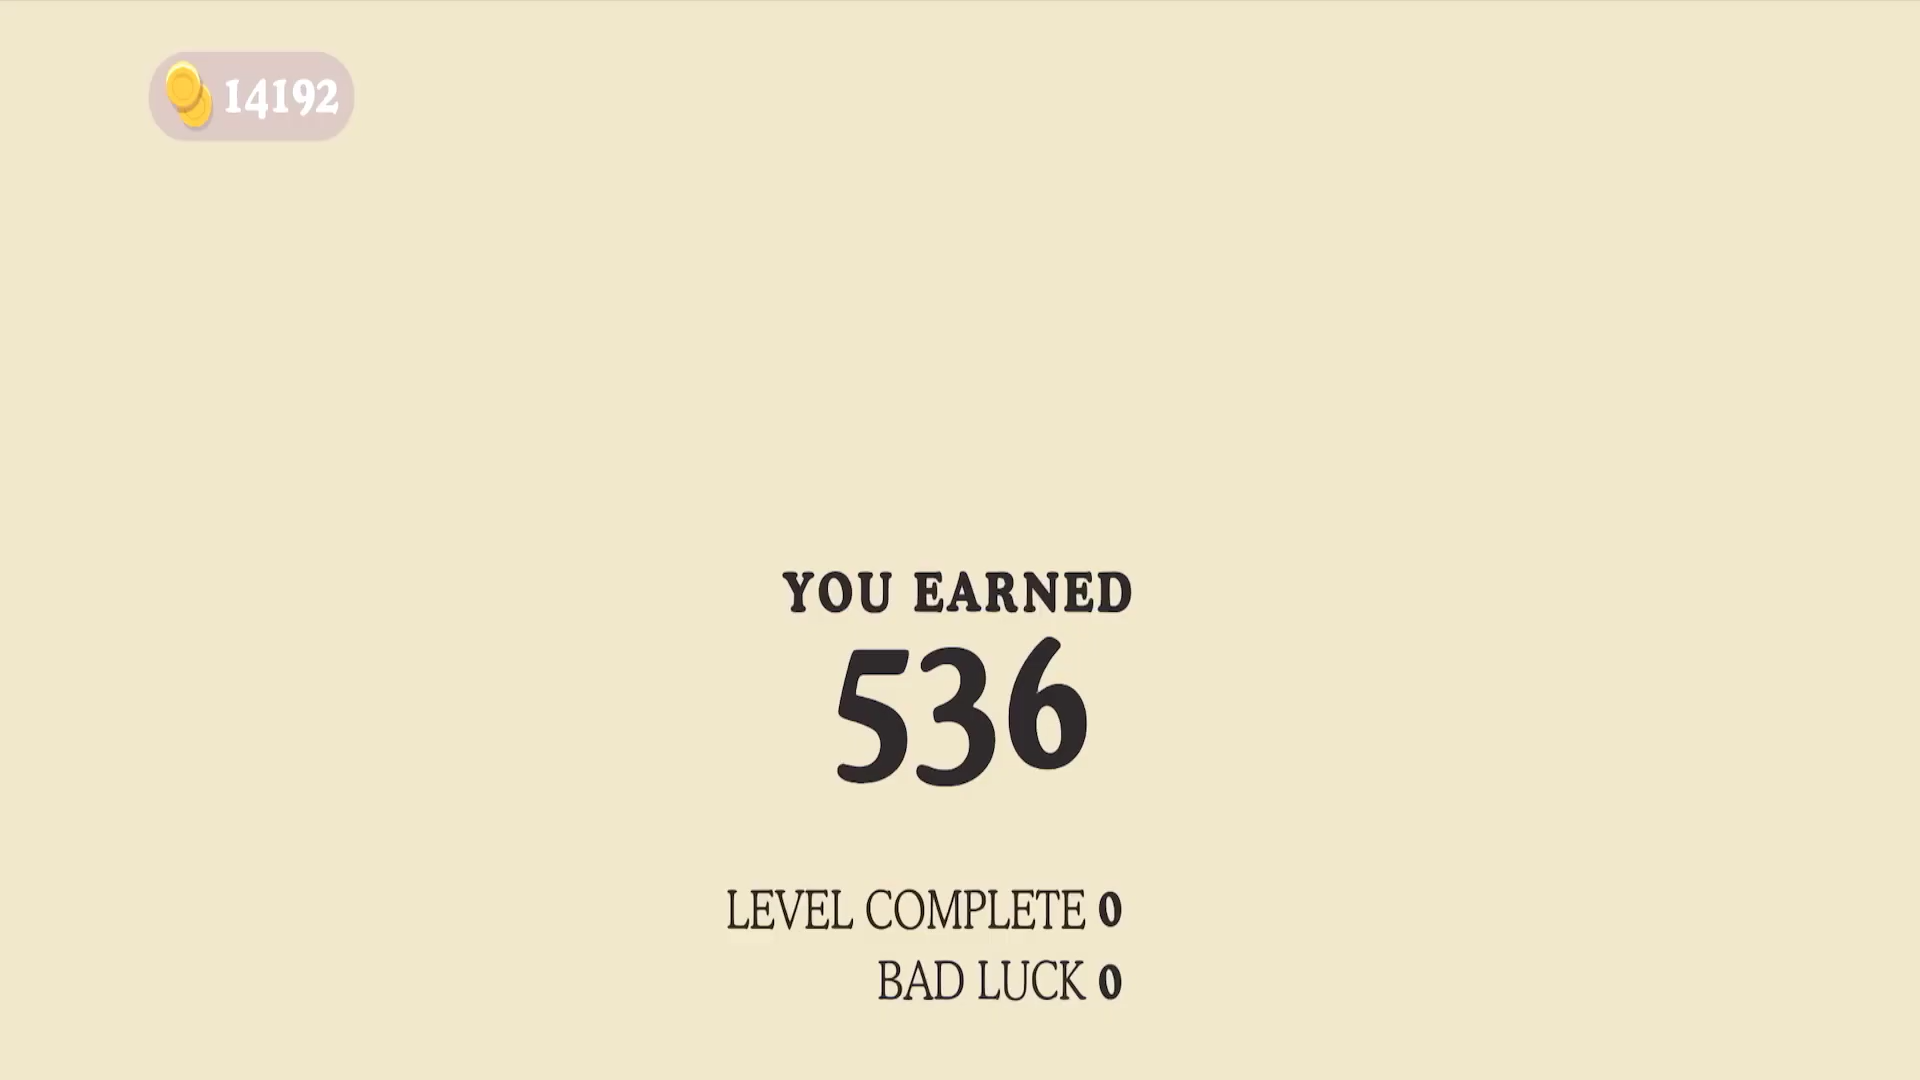 14192
YOU EARNED
536
LEVEL COMPLETE 0
BAD LUCK 0